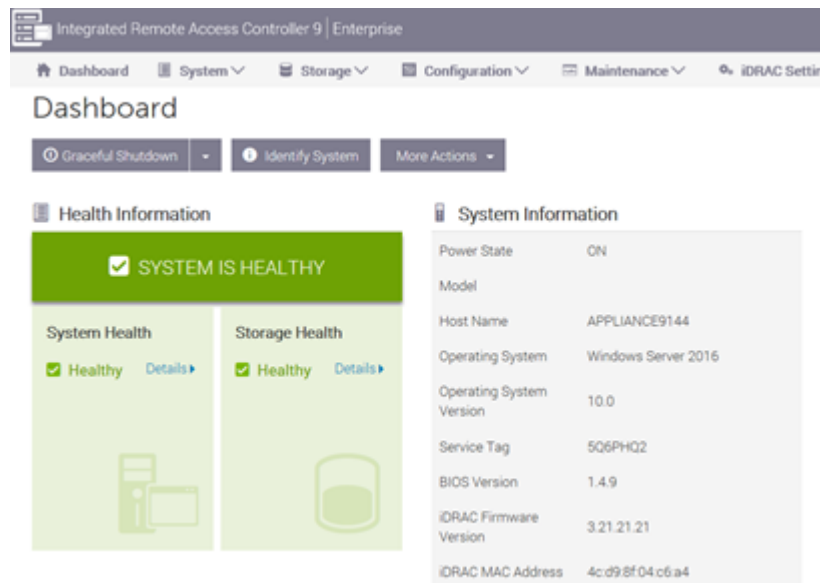 Integrated Remote Access Controller 9 | Enterprise
Dashboard System Storage Configuration Maintenance iDRAC Settin
Dashboard
Graceful Shutdown Identify System More Actions
Health Information
SYSTEM IS HEALTHY
System Health Storage Health
Healthy Details Healthy Details
System Information
Power State ON
Model
Host Name APPLIANCE9144
Operating System Windows Server 2016
Operating System
Version 10.0
Service Tag 5Q6PHQ2
BIOS Version 1.4.9
iDRAC Firmware
Version 3.21.21.21
iDRAC MAC Address 4c:d9:8f:04:c6:a4